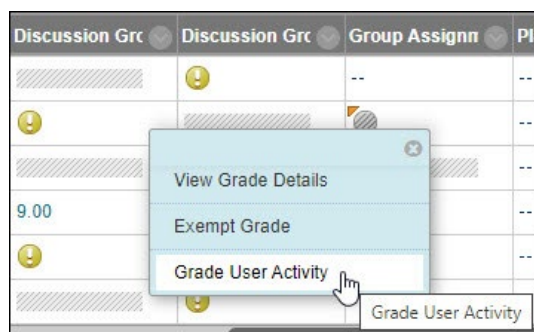 Discussion Grc Discussion Grc Group Assignm Pl
--
--
--
--
--
9.00 --
--
View Grade Details
Exempt Grade
Grade User Activity
Grade User Activity